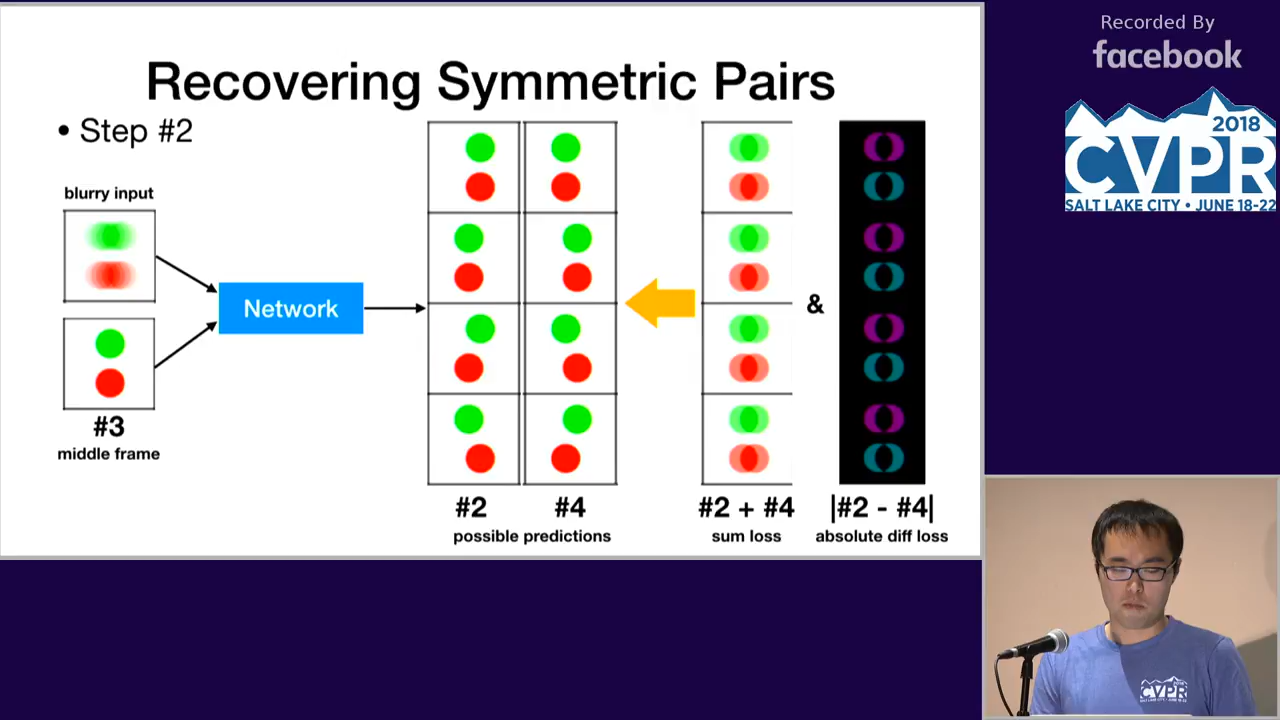 Recovering Symmetric Pairs
• Step #2
blurry input
Network
#3
middle frame
#2
#4
possible predictions
&
#2 + #4
sum loss
|#2 - #4|
absolute diff loss
Recorded By
facebook
2018
CVPR
SALT LAKE CITY • JUNE 18-22
CVPR